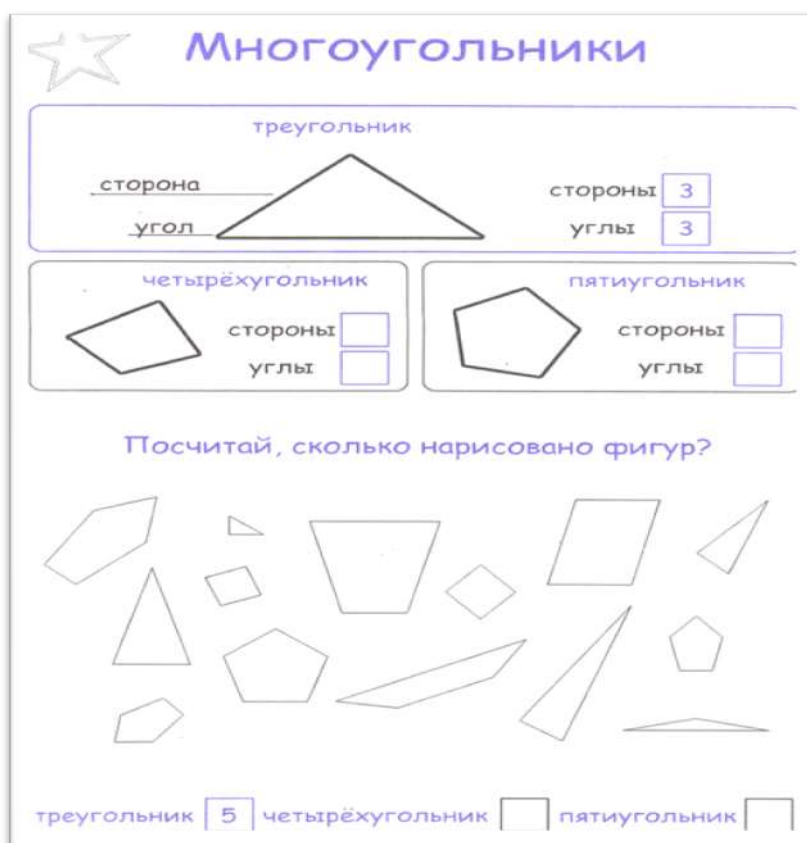 Многоугольники
треугольник
сторона
угол
стороны 3
углы 3
четырёхугольник
стороны
углы
пятиугольник
стороны
углы
Посчитай, сколько нарисовано фигур?
треугольник 5 четырёхугольник пятиугольник